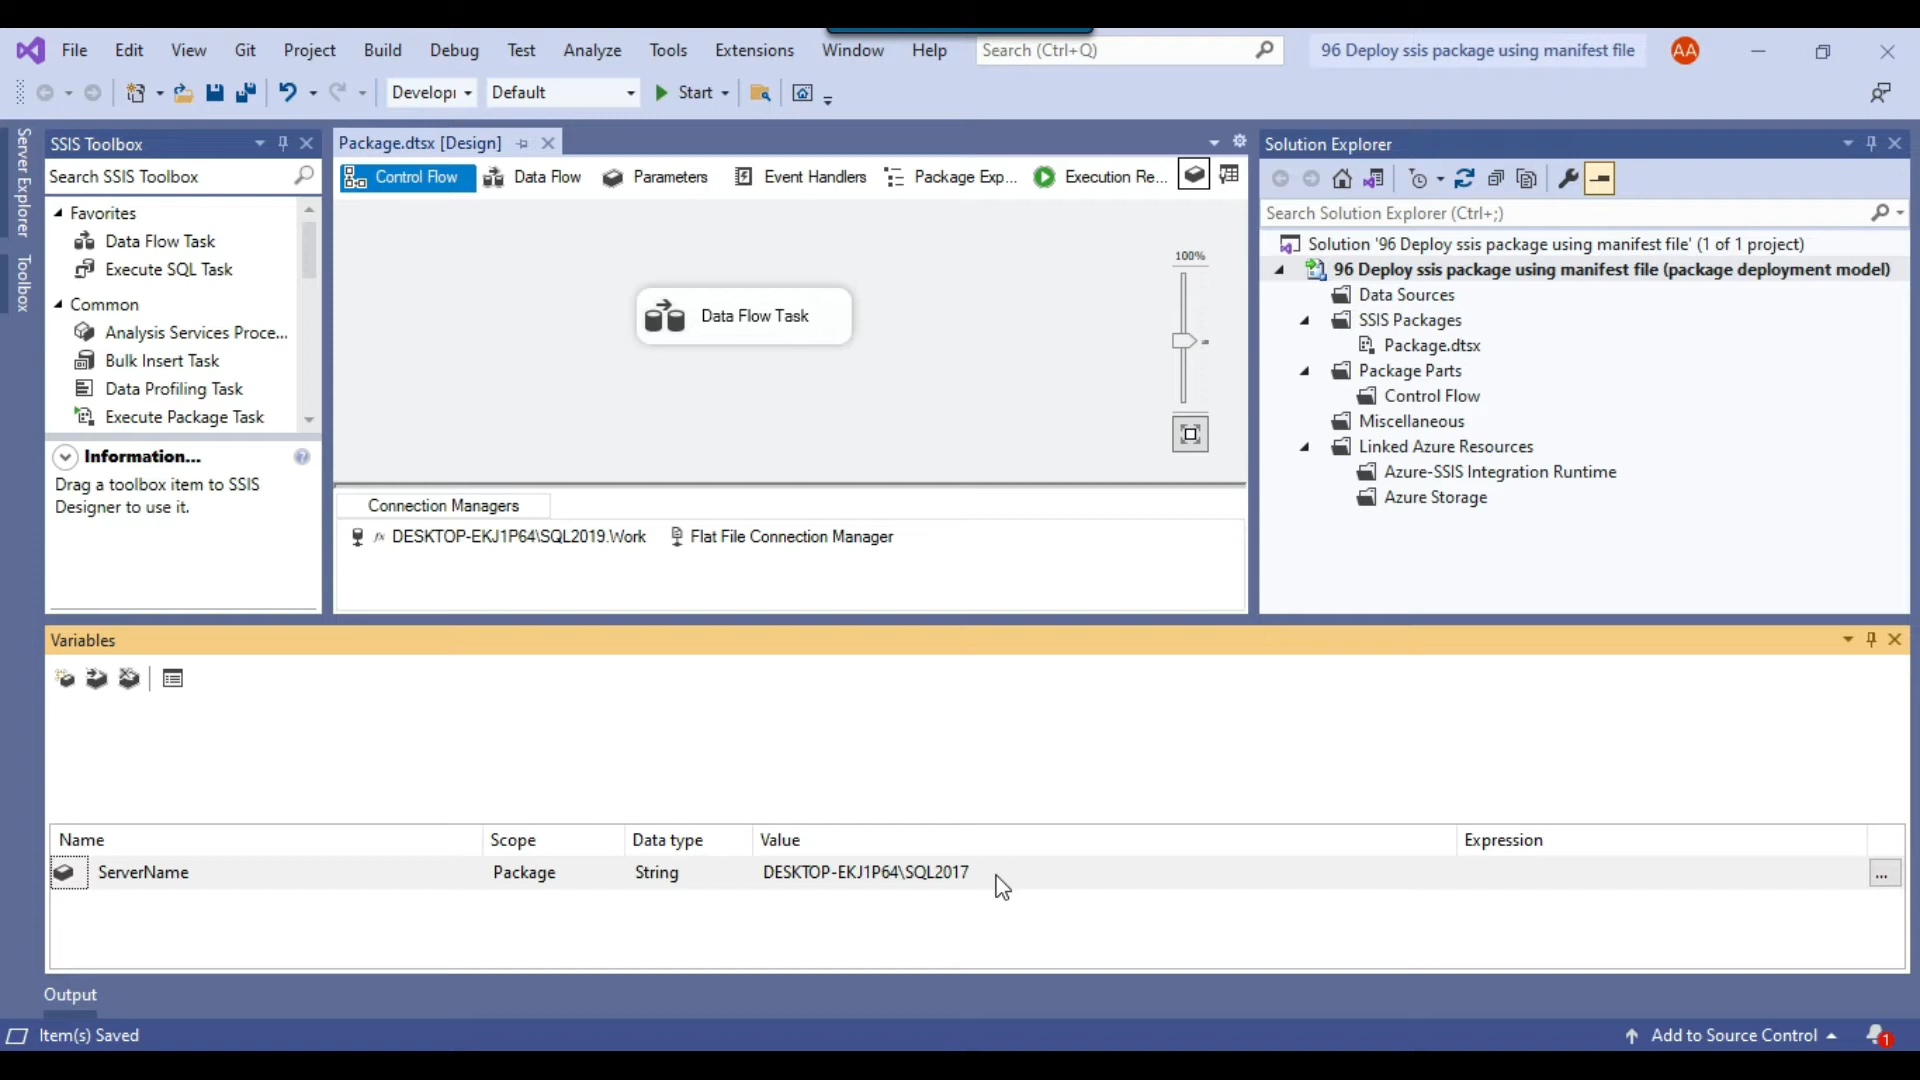 File Edit View Git Project Build Debug Test Analyze Tools Extensions Window Help Search (Ctrl+Q) 96 Deploy ssis package using manifest file AA
Developi Default Start
Server Explorer
Toolbox
SSIS Toolbox
Search SSIS Toolbox
Favorites
Data Flow Task
Execute SQL Task
Common
Analysis Services Proce...
Bulk Insert Task
Data Profiling Task
Execute Package Task
Information...
Drag a toolbox item to SSIS
Designer to use it.
Package.dtsx [Design]
Control Flow Data Flow Parameters Event Handlers Package Exp... Execution Re...
100%
Data Flow Task
Connection Managers
fx DESKTOP-EKJ1P64\SQL2019.Work Flat File Connection Manager
Solution Explorer
Search Solution Explorer (Ctrl+;)
Solution '96 Deploy ssis package using manifest file' (1 of 1 project)
96 Deploy ssis package using manifest file (package deployment model)
Data Sources
SSIS Packages
Package.dtsx
Package Parts
Control Flow
Miscellaneous
Linked Azure Resources
Azure-SSIS Integration Runtime
Azure Storage
Variables
Name Scope Data type Value Expression
ServerName Package String DESKTOP-EKJ1P64\SQL2017 ...
Output
Item(s) Saved Add to Source Control 1